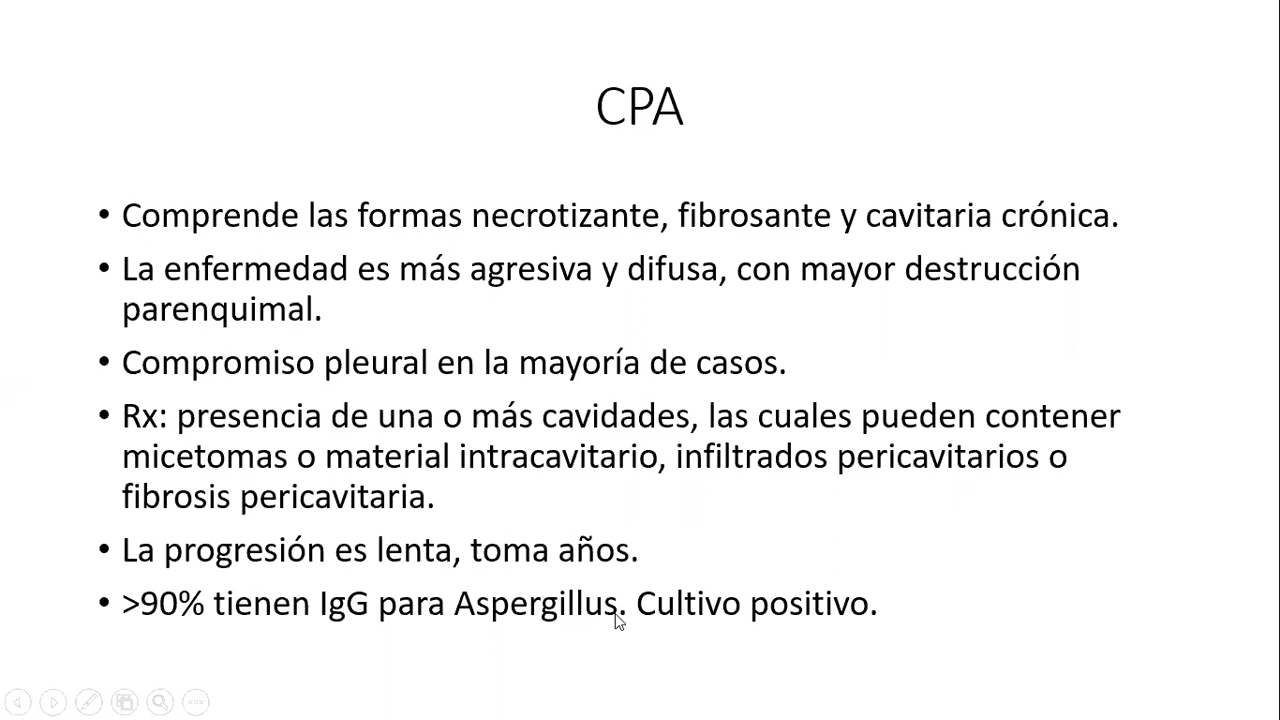 CPA
• Comprende las formas necrotizante, fibrosante y cavitaria crónica.
• La enfermedad es más agresiva y difusa, con mayor destrucción
parenquimal.
• Compromiso pleural en la mayoría de casos.
• Rx: presencia de una o más cavidades, las cuales pueden contener
micetomas o material intracavitario, infiltrados pericavitarios o
fibrosis pericavitaria.
• La progresión es lenta, toma años.
• >90% tienen IgG para Aspergillus. Cultivo positivo.